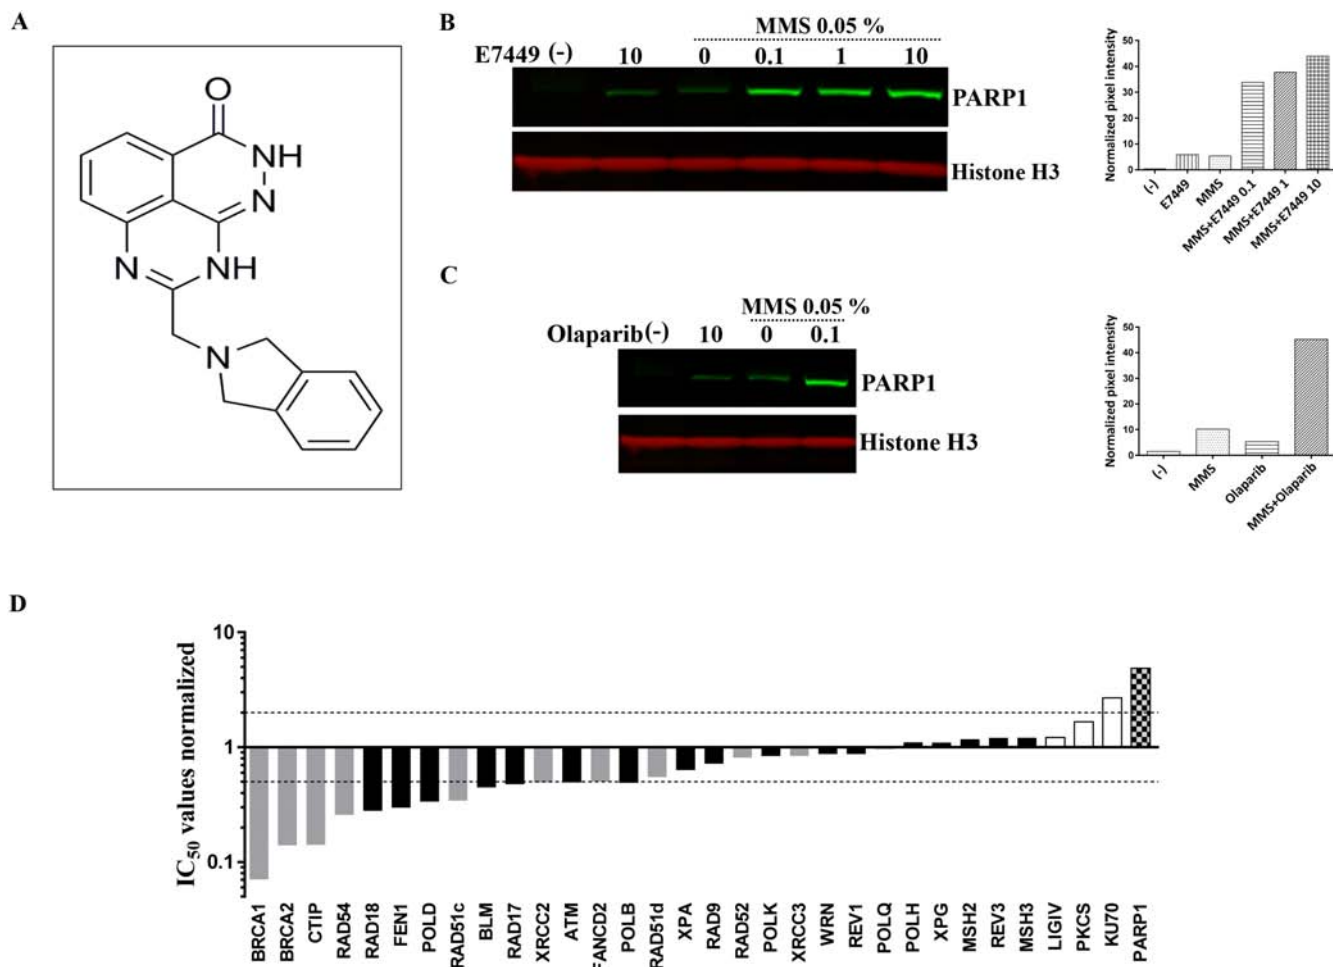 A
O
NH
N
N
NH
N
B
MMS 0.05 %
E7449 (-) 10 0 0.1 1 10
PARP1
Histone H3
Normalized pixel intensity
50
40
30
20
10
0
(-)
E7449
MMS
MMS+E7449 0.1
MMS+E7449 1
MMS+E7449 10
C
MMS 0.05 %
Olaparib (-) 10 0 0.1
PARP1
Histone H3
Normalized pixel intensity
50
40
30
20
10
0
(-)
MMS
Olaparib
MMS+Olaparib
D
IC50 values normalized
10
1
0.1
BRCA1
BRCA2
CTIP
RAD54
RAD18
FEN1
POLD
RAD51c
BLM
RAD17
XRCC2
ATM
FANCD2
POLB
RAD51d
XPA
RAD9
RAD52
POLK
XRCC3
WRN
REV1
POLQ
POLH
XPG
MSH2
REV3
MSH3
LIGIV
PKCS
KU70
PARP1